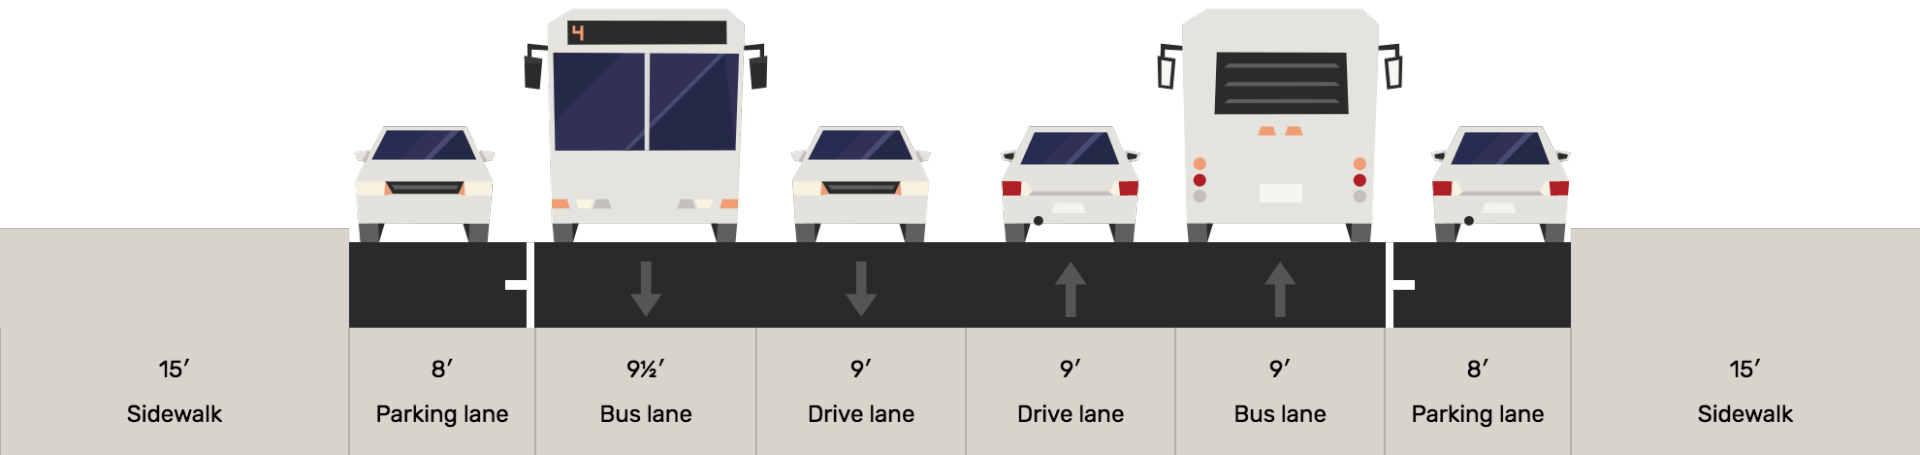 4
15′ 8′ 9½′ 9′ 9′ 9′ 8′ 15′
Sidewalk Parking lane Bus lane Drive lane Drive lane Bus lane Parking lane Sidewalk